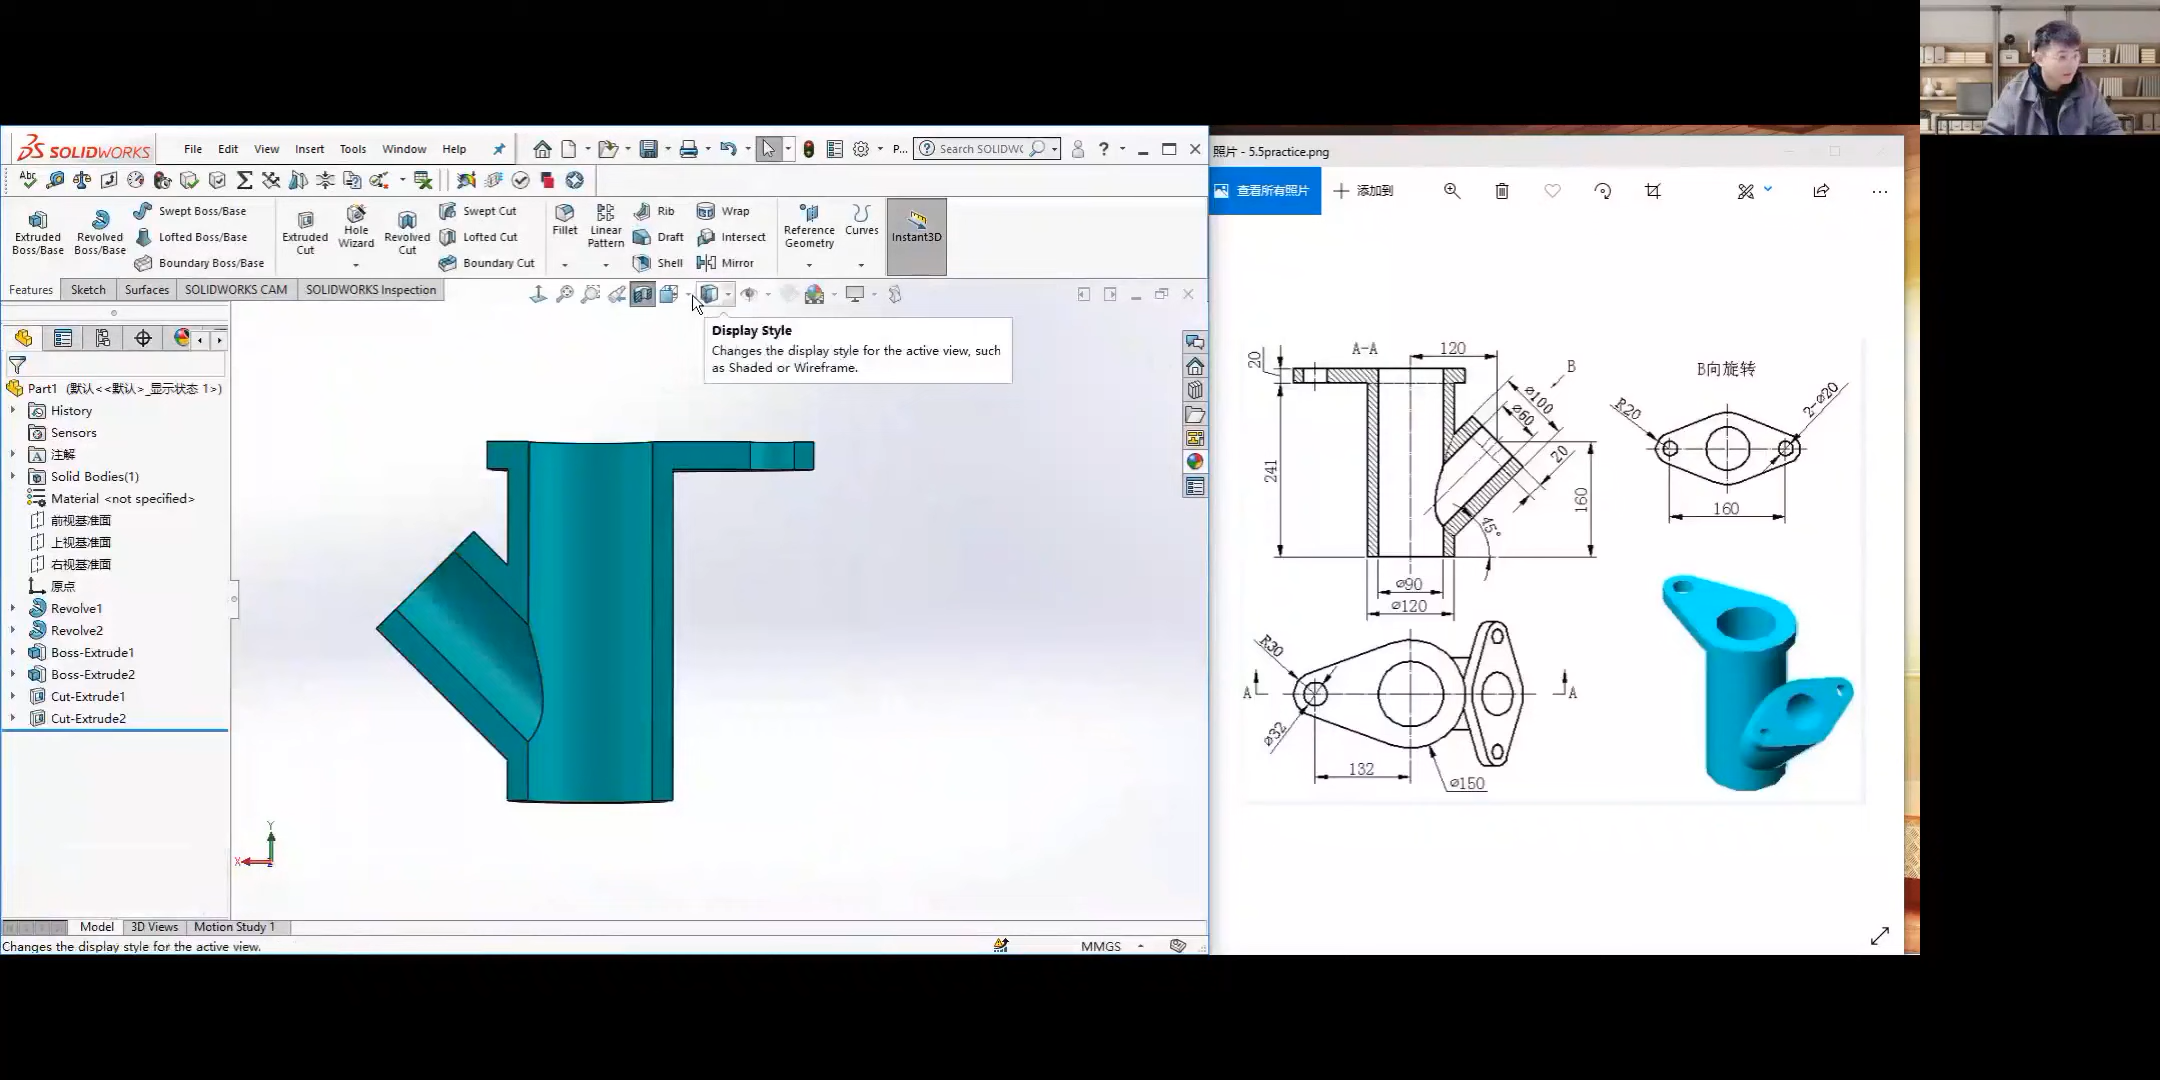 SOLIDWORKS File Edit View Insert Tools Window Help P... Search SOLIDWC ?
Abc
Extruded Boss/Base
Revolved Boss/Base
Swept Boss/Base
Lofted Boss/Base
Boundary Boss/Base
Extruded Cut
Hole Wizard
Revolved Cut
Swept Cut
Lofted Cut
Boundary Cut
Fillet
Linear Pattern
Rib
Draft
Shell
Wrap
Intersect
Mirror
Reference Geometry
Curves
Instant3D
Features Sketch Surfaces SOLIDWORKS CAM SOLIDWORKS Inspection
Display Style
Changes the display style for the active view, such
as Shaded or Wireframe.
Part1 (默认<<默认>_显示状态 1>)
History
Sensors
注解
Solid Bodies(1)
Material <not specified>
前视基准面
上视基准面
右视基准面
原点
Revolve1
Revolve2
Boss-Extrude1
Boss-Extrude2
Cut-Extrude1
Cut-Extrude2
Y
X
Model 3D Views Motion Study 1
Changes the display style for the active view.
MMGS
照片 - 5.5practice.png
查看所有照片 添加到
A-A
120
20
B
⌀100
⌀60
20
241
160
45°
⌀90
⌀120
B向旋转
R20
2-⌀20
160
R30
A
A
⌀32
132
⌀150